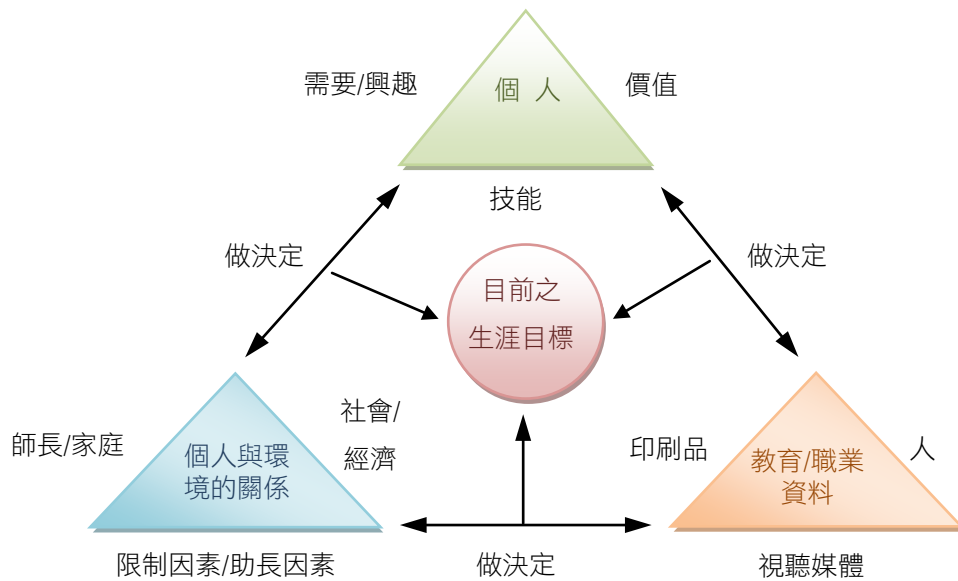 需要/興趣
個 人
價值
技能
做決定
做決定
目前之
生涯目標
師長/家庭
個人與環
境的關係
社會/
經濟
限制因素/助長因素
做決定
印刷品
教育/職業
資料
人
視聽媒體